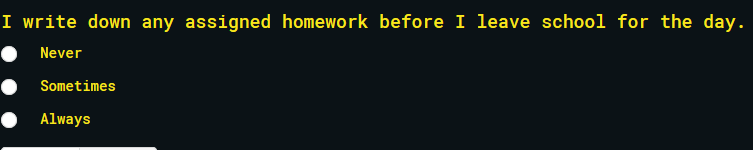 I write down any assigned homework before I leave school for the day.
Never
Sometimes
Always